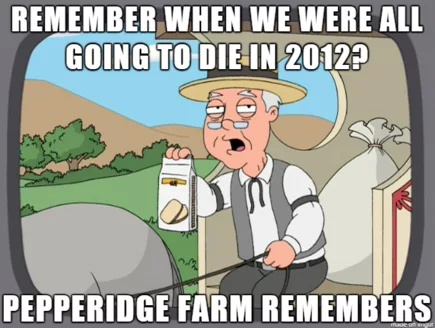 REMEMBER WHEN WE WERE ALL
GOING TO DIE IN 2012?
PEPPERIDGE FARM REMEMBERS
made on imgur